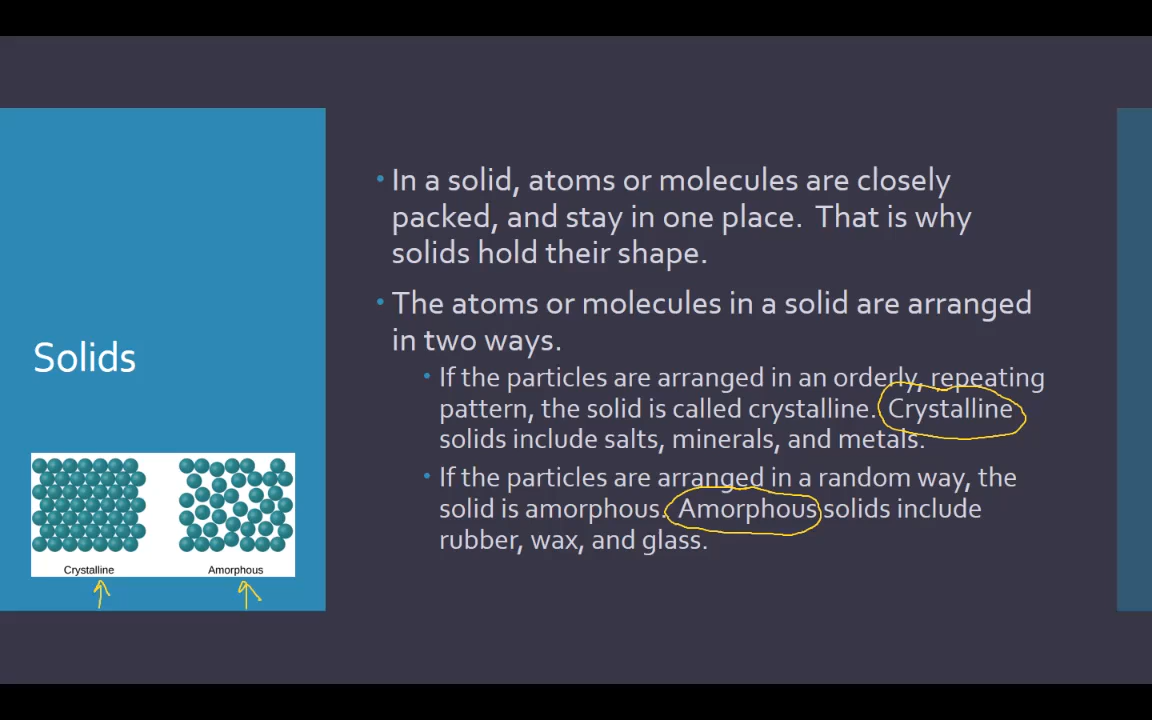 Solids
In a solid, atoms or molecules are closely
packed, and stay in one place. That is why
solids hold their shape.
The atoms or molecules in a solid are arranged
in two ways.
If the particles are arranged in an orderly, repeating
pattern, the solid is called crystalline. Crystalline
solids include salts, minerals, and metals.
If the particles are arranged in a random way, the
solid is amorphous. Amorphous solids include
rubber, wax, and glass.
Crystalline
Amorphous